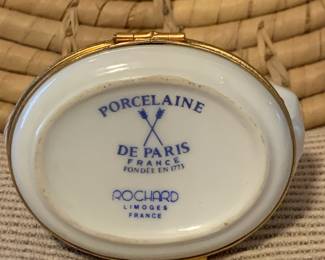 PORCELAINE
DE PARIS
FRANCE
FONDÉE EN 1773
ROCHARD
LIMOGES
FRANCE